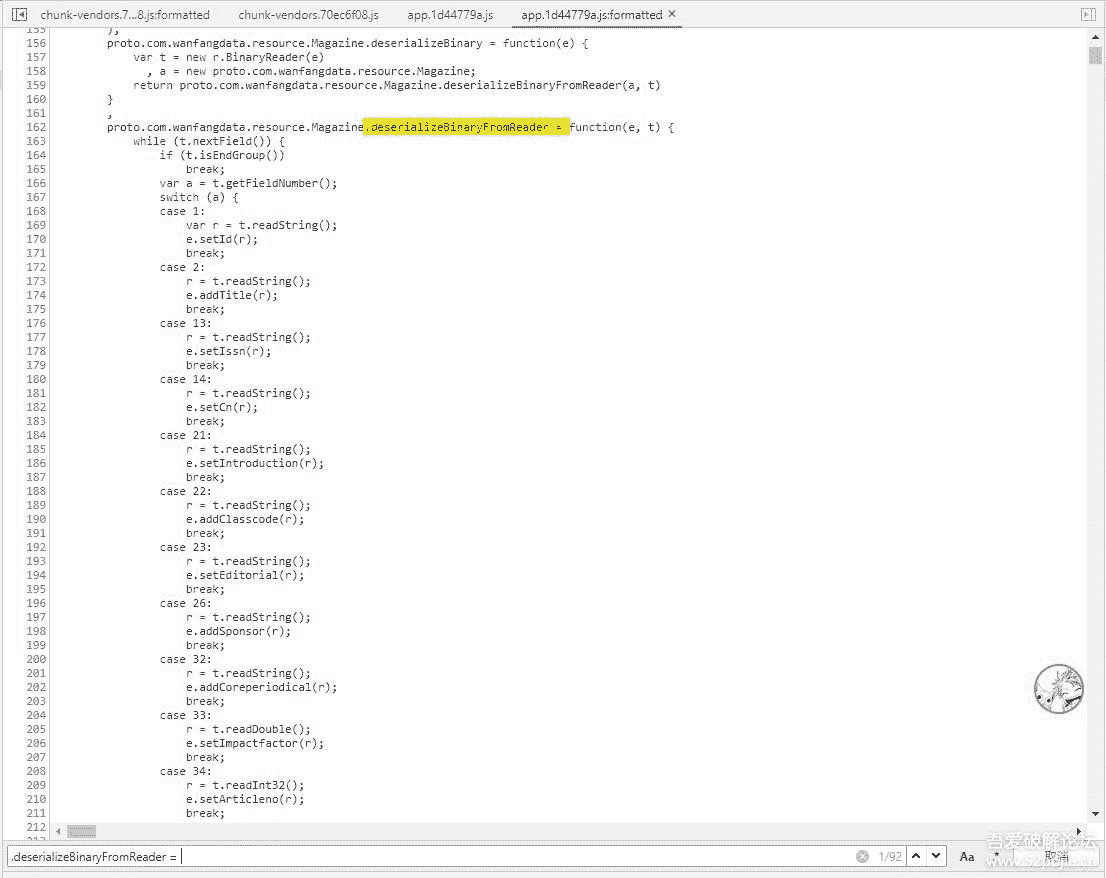 chunk-vendors.7...8.js:formatted chunk-vendors.70ec6f08.js app.1d44779a.js app.1d44779a.js:formatted ×
155 );
156 proto.com.wanfangdata.resource.Magazine.deserializeBinary = function(e) {
157 var t = new r.BinaryReader(e)
158 , a = new proto.com.wanfangdata.resource.Magazine;
159 return proto.com.wanfangdata.resource.Magazine.deserializeBinaryFromReader(a, t)
160 }
161 ,
162 proto.com.wanfangdata.resource.Magazine.deserializeBinaryFromReader = function(e, t) {
163 while (t.nextField()) {
164 if (t.isEndGroup())
165 break;
166 var a = t.getFieldNumber();
167 switch (a) {
168 case 1:
169 var r = t.readString();
170 e.setId(r);
171 break;
172 case 2:
173 r = t.readString();
174 e.addTitle(r);
175 break;
176 case 13:
177 r = t.readString();
178 e.setIssn(r);
179 break;
180 case 14:
181 r = t.readString();
182 e.setCn(r);
183 break;
184 case 21:
185 r = t.readString();
186 e.setIntroduction(r);
187 break;
188 case 22:
189 r = t.readString();
190 e.addClasscode(r);
191 break;
192 case 23:
193 r = t.readString();
194 e.setEditorial(r);
195 break;
196 case 26:
197 r = t.readString();
198 e.addSponsor(r);
199 break;
200 case 32:
201 r = t.readString();
202 e.addCoreperiodical(r);
203 break;
204 case 33:
205 r = t.readDouble();
206 e.setImpactfactor(r);
207 break;
208 case 34:
209 r = t.readInt32();
210 e.setArticleno(r);
211 break;
212
吾爱破解论坛
.deserializeBinaryFromReader = 1/92 Aa .* 取消